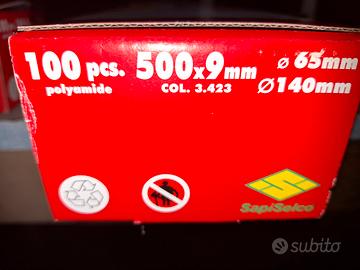 100 pcs. 500x9mm ø 65mm
polyamide COL. 3.423 Ø140mm
SapiSelco
subito